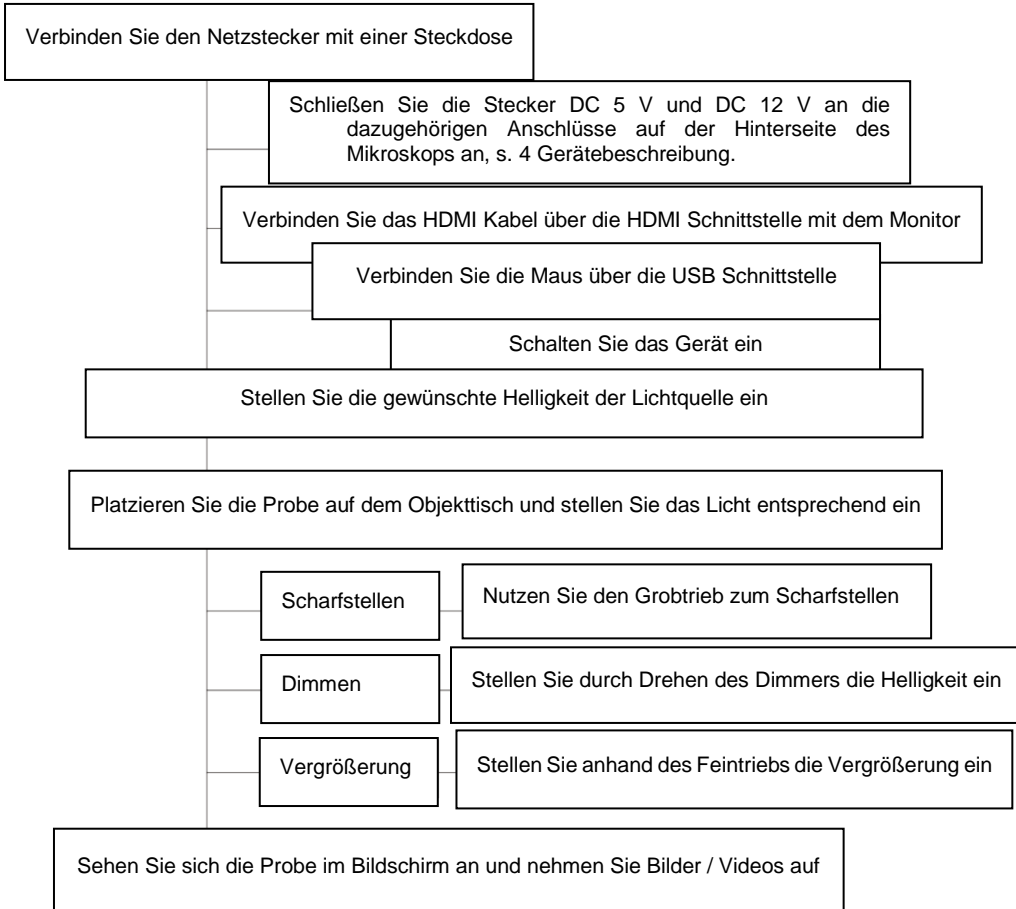 Verbinden Sie den Netzstecker mit einer Steckdose
Schließen Sie die Stecker DC 5 V und DC 12 V an die
dazugehörigen Anschlüsse auf der Hinterseite des
Mikroskops an, s. 4 Gerätebeschreibung.
Verbinden Sie das HDMI Kabel über die HDMI Schnittstelle mit dem Monitor
Verbinden Sie die Maus über die USB Schnittstelle
Schalten Sie das Gerät ein
Stellen Sie die gewünschte Helligkeit der Lichtquelle ein
Platzieren Sie die Probe auf dem Objekttisch und stellen Sie das Licht entsprechend ein
Scharfstellen
Nutzen Sie den Grobtrieb zum Scharfstellen
Dimmen
Stellen Sie durch Drehen des Dimmers die Helligkeit ein
Vergrößerung
Stellen Sie anhand des Feintriebs die Vergrößerung ein
Sehen Sie sich die Probe im Bildschirm an und nehmen Sie Bilder / Videos auf